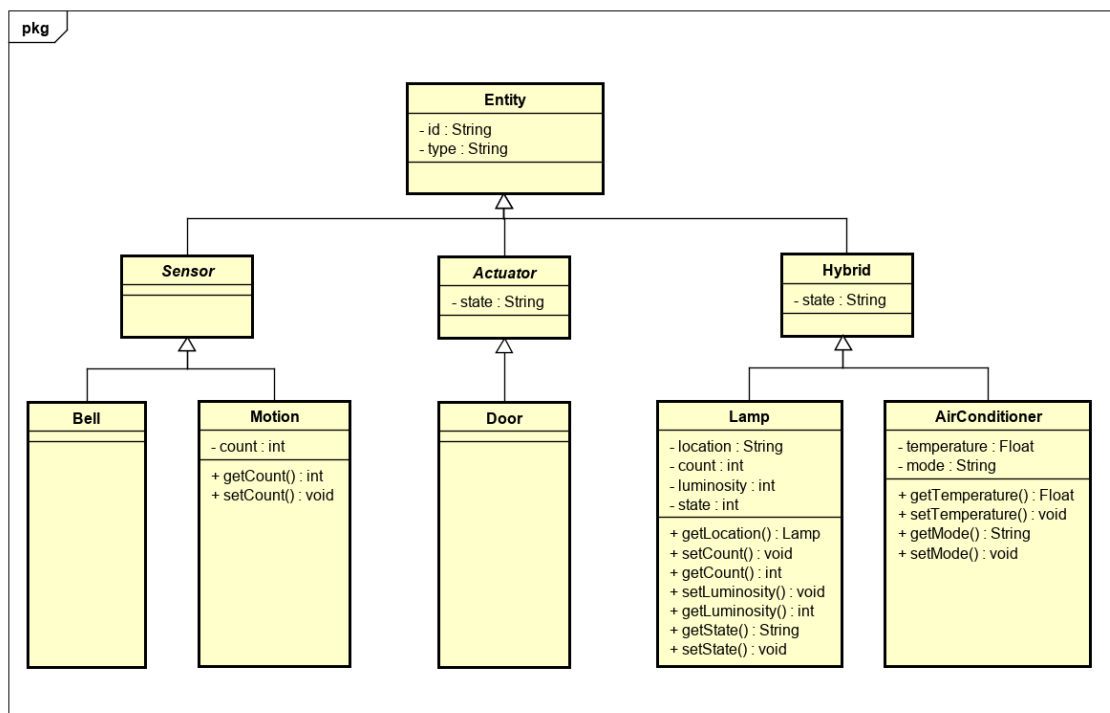 pkg
Entity
- id : String
- type : String
Sensor
Actuator
- state : String
Hybrid
- state : String
Bell
Motion
- count : int
+ getCount() : int
+ setCount() : void
Door
Lamp
- location : String
- count : int
- luminosity : int
- state : int
+ getLocation() : Lamp
+ setCount() : void
+ getCount() : int
+ setLuminosity() : void
+ getLuminosity() : int
+ getState() : String
+ setState() : void
AirConditioner
- temperature : Float
- mode : String
+ getTemperature() : Float
+ setTemperature() : void
+ getMode() : String
+ setMode() : void